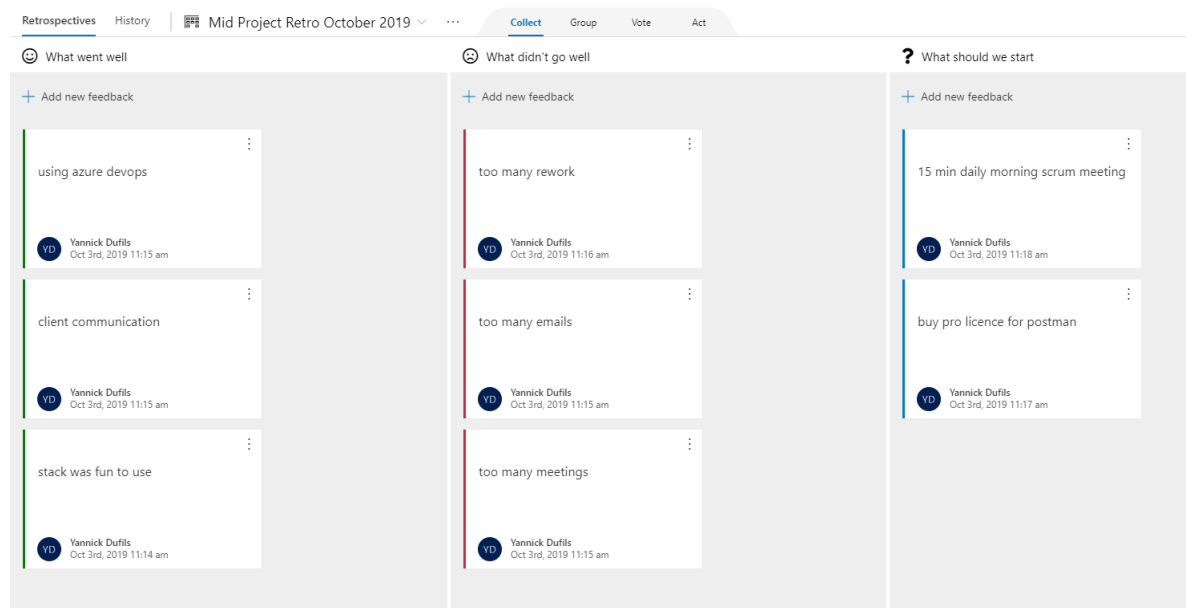 Retrospectives History Mid Project Retro October 2019 Collect Group Vote Act
What went well
Add new feedback
using azure devops
YD Yannick Dufils
Oct 3rd, 2019 11:15 am
client communication
YD Yannick Dufils
Oct 3rd, 2019 11:15 am
stack was fun to use
YD Yannick Dufils
Oct 3rd, 2019 11:14 am
What didn't go well
Add new feedback
too many rework
YD Yannick Dufils
Oct 3rd, 2019 11:16 am
too many emails
YD Yannick Dufils
Oct 3rd, 2019 11:15 am
too many meetings
YD Yannick Dufils
Oct 3rd, 2019 11:15 am
? What should we start
Add new feedback
15 min daily morning scrum meeting
YD Yannick Dufils
Oct 3rd, 2019 11:18 am
buy pro licence for postman
YD Yannick Dufils
Oct 3rd, 2019 11:17 am